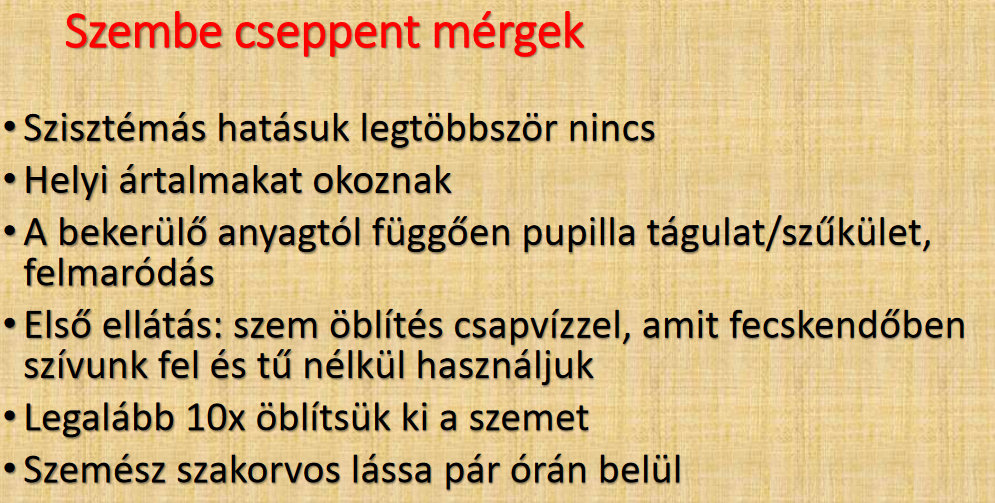 Szembe cseppent mérgek
• Szisztémás hatásuk legtöbbször nincs
• Helyi ártalmakat okoznak
• A bekerülő anyagtól függően pupilla tágulat/szűkület,
felmaródás
• Első ellátás: szem öblítés csapvízzel, amit fecskendőben
szívunk fel és tű nélkül használjuk
• Legalább 10x öblítsük ki a szemet
• Szemész szakorvos lássa pár órán belül